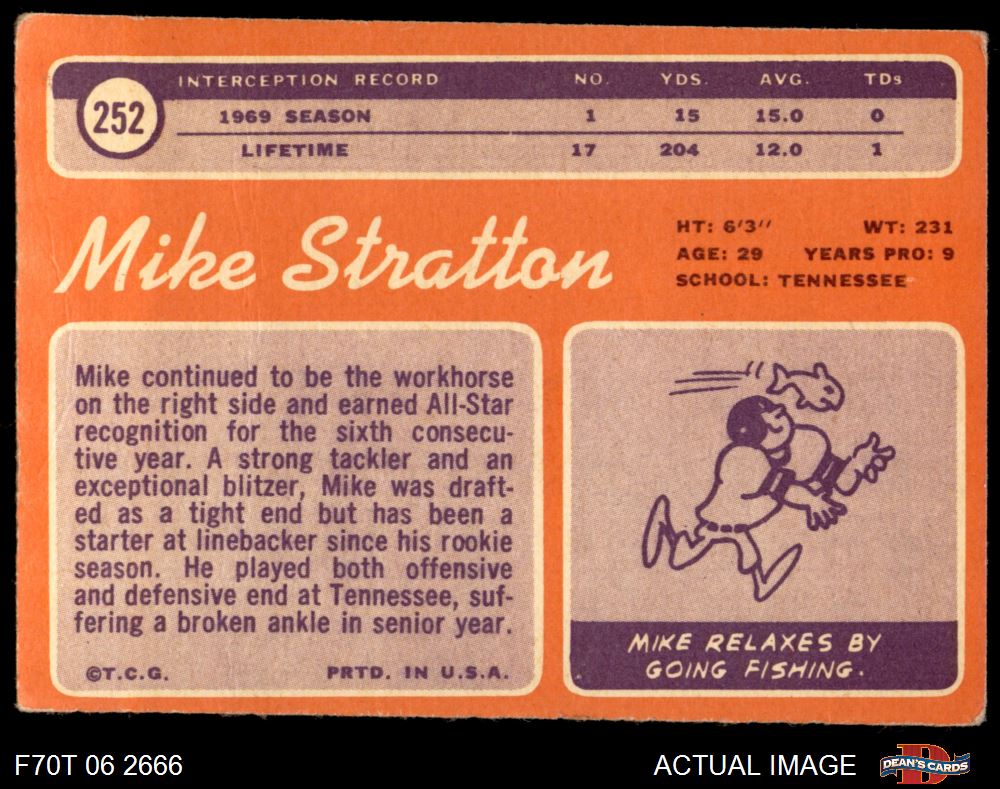 252
INTERCEPTION RECORD NO. YDS. AVG. TDs
1969 SEASON 1 15 15.0 0
LIFETIME 17 204 12.0 1
Mike Stratton
HT: 6'3'' WT: 231
AGE: 29 YEARS PRO: 9
SCHOOL: TENNESSEE
Mike continued to be the workhorse
on the right side and earned All-Star
recognition for the sixth consecu-
tive year. A strong tackler and an
exceptional blitzer, Mike was draft-
ed as a tight end but has been a
starter at linebacker since his rookie
season. He played both offensive
and defensive end at Tennessee, suf-
fering a broken ankle in senior year.
©T.C.G. PRTD. IN U.S.A.
MIKE RELAXES BY
GOING FISHING.
F70T 06 2666 ACTUAL IMAGE
D
DEAN'S CARDS